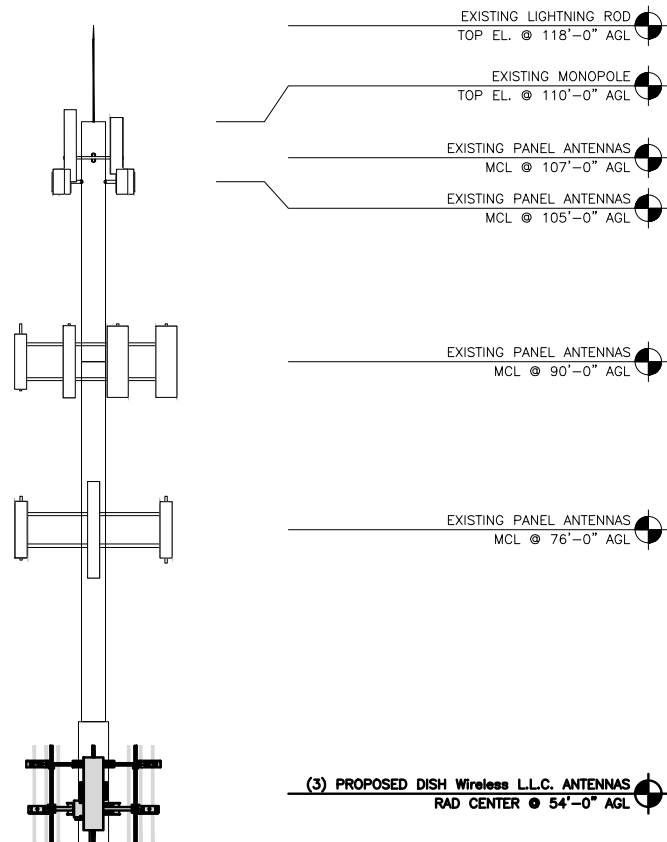 EXISTING LIGHTNING ROD
TOP EL. @ 118'-0" AGL
EXISTING MONOPOLE
TOP EL. @ 110'-0" AGL
EXISTING PANEL ANTENNAS
MCL @ 107'-0" AGL
EXISTING PANEL ANTENNAS
MCL @ 105'-0" AGL
EXISTING PANEL ANTENNAS
MCL @ 90'-0" AGL
EXISTING PANEL ANTENNAS
MCL @ 76'-0" AGL
(3) PROPOSED DISH Wireless L.L.C. ANTENNAS
RAD CENTER @ 54'-0" AGL